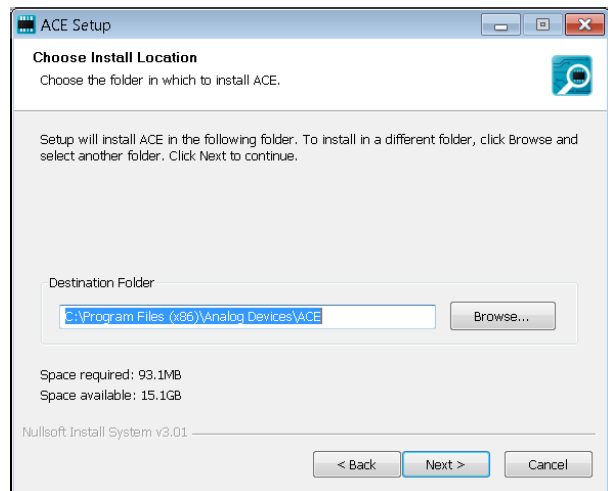 ACE Setup
Choose Install Location
Choose the folder in which to install ACE.
Setup will install ACE in the following folder. To install in a different folder, click Browse and
select another folder. Click Next to continue.
Destination Folder
C:\Program Files (x86)\Analog Devices\ACE
Browse...
Space required: 93.1MB
Space available: 15.1GB
Nullsoft Install System v3.01
< Back
Next >
Cancel